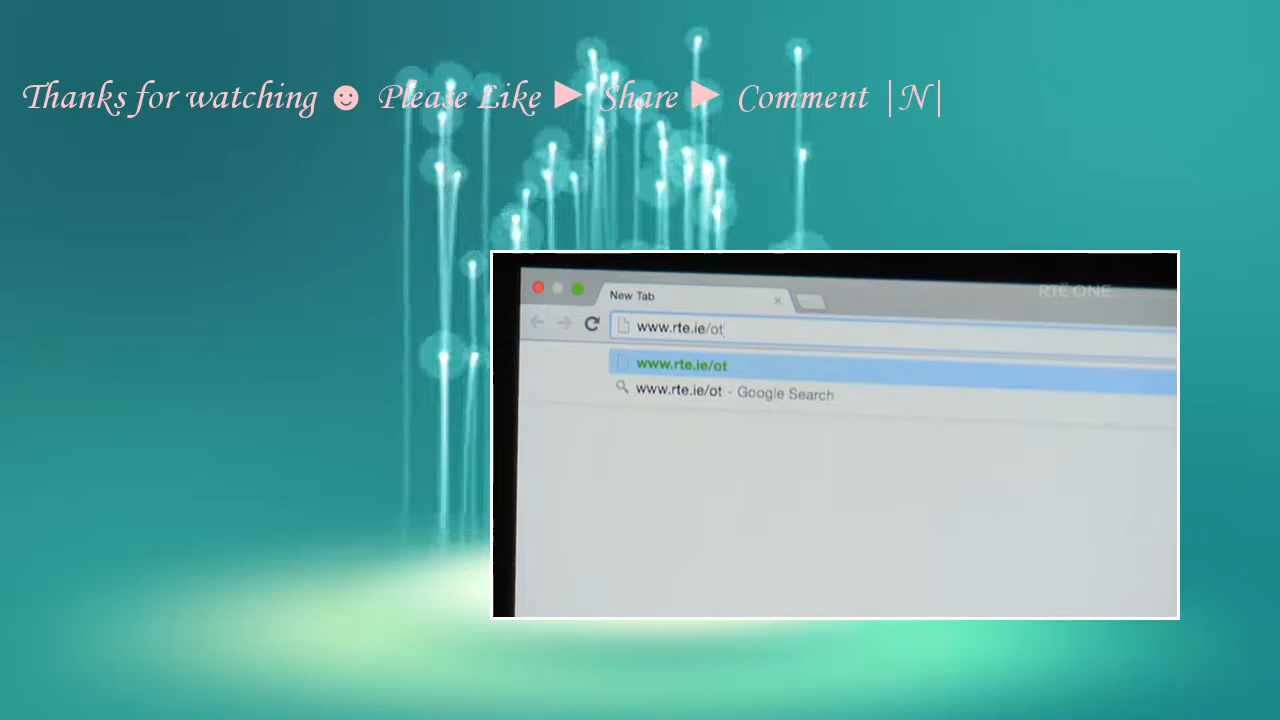 Thanks for watching ☻ Please Like ► Share ► Comment |N|
RTÉ ONE
New Tab
www.rte.ie/ot
www.rte.ie/ot
www.rte.ie/ot - Google Search